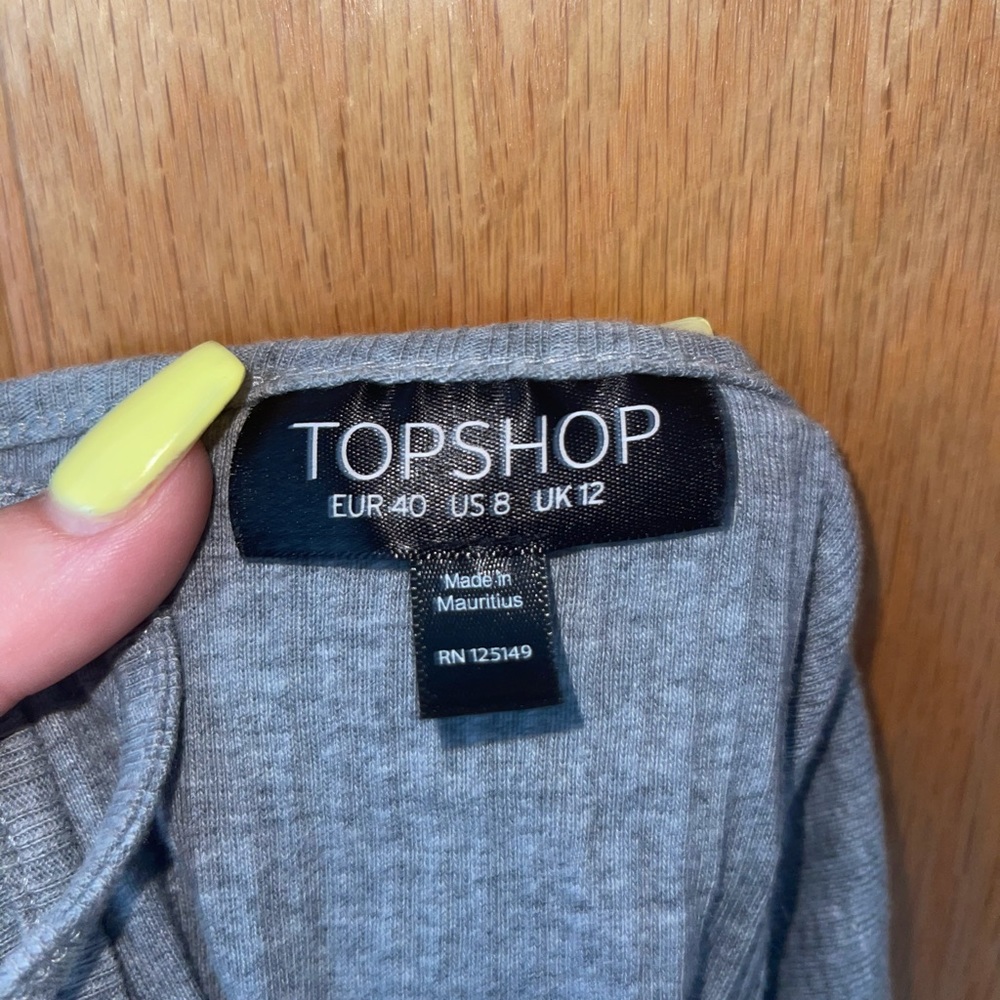 TOPSHOP
EUR 40 US 8 UK 12
Made in
Mauritius
RN 125149